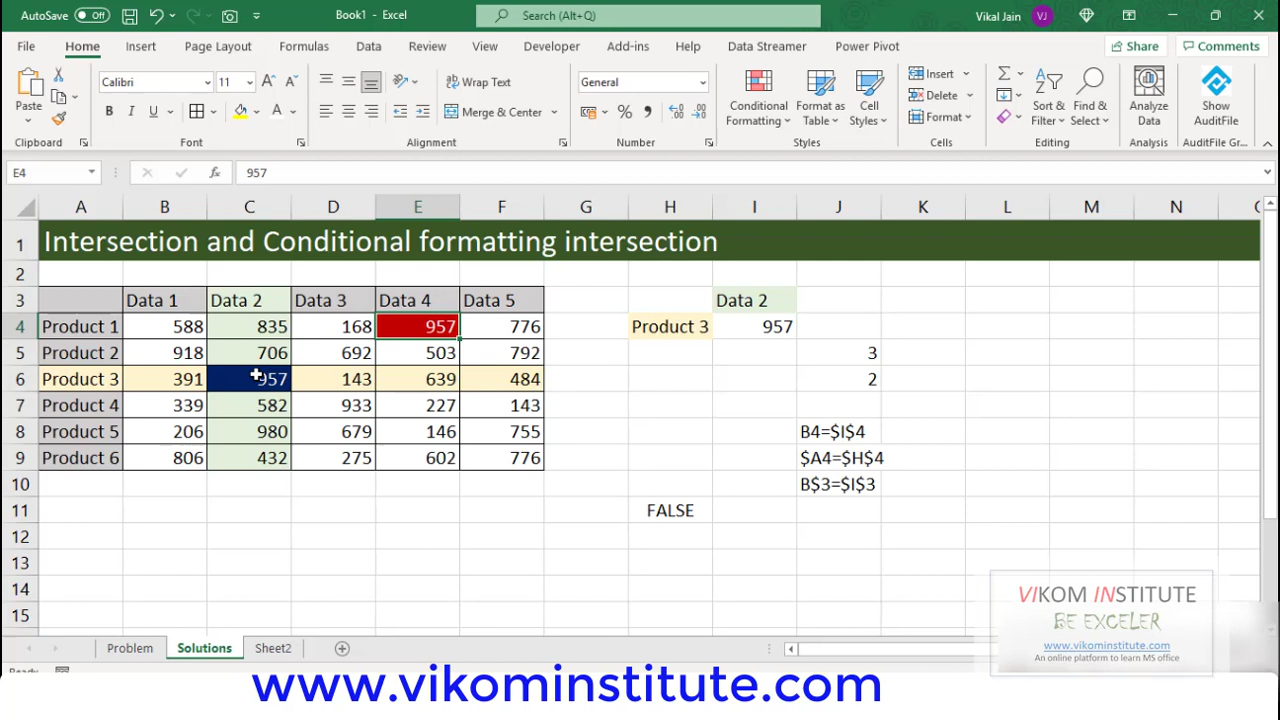 AutoSave Off Book1 - Excel Search (Alt+Q) Vikal Jain VJ
File Home Insert Page Layout Formulas Data Review View Developer Add-ins Help Data Streamer Power Pivot Share Comments
Paste Calibri 11 Wrap Text General Conditional Formatting Format as Table Cell Styles Insert Sort & Filter Find & Select Analyze Data Show AuditFile
B I U Merge & Center Delete
Format
Clipboard Font Alignment Number Styles Cells Editing Analysis AuditFile Gr...
E4 fx 957
A B C D E F G H I J K L M N
1 Intersection and Conditional formatting intersection
2
3 Data 1 Data 2 Data 3 Data 4 Data 5 Data 2
4 Product 1 588 835 168 957 776 Product 3 957
5 Product 2 918 706 692 503 792 3
6 Product 3 391 957 143 639 484 2
7 Product 4 339 582 933 227 143
8 Product 5 206 980 679 146 755 B4=$I$4
9 Product 6 806 432 275 602 776 $A4=$H$4
10 B$3=$I$3
11 FALSE
12
13
14
15
VIKOM INSTITUTE
BE EXCELER
www.vikominstitute.com
An online platform to learn MS office
Problem Solutions Sheet2
www.vikominstitute.com